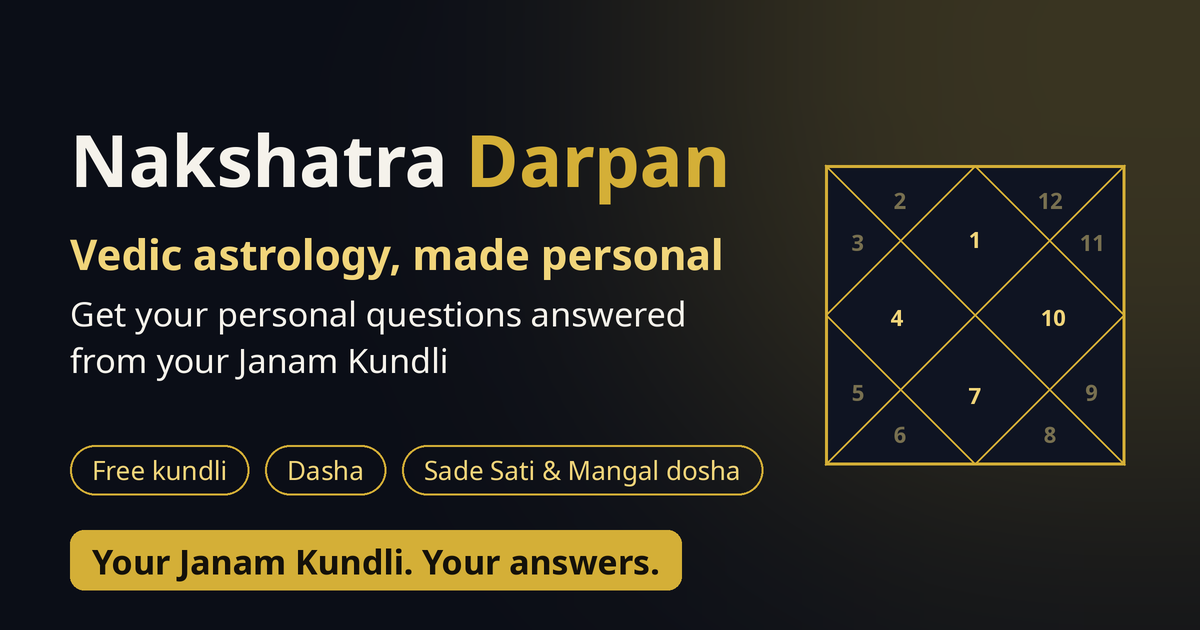 Nakshatra Darpan
Vedic astrology, made personal
Get your personal questions answered
from your Janam Kundli
Free kundli
Dasha
Sade Sati & Mangal dosha
Your Janam Kundli. Your answers.
2
12
3
1
11
4
10
5
7
9
6
8